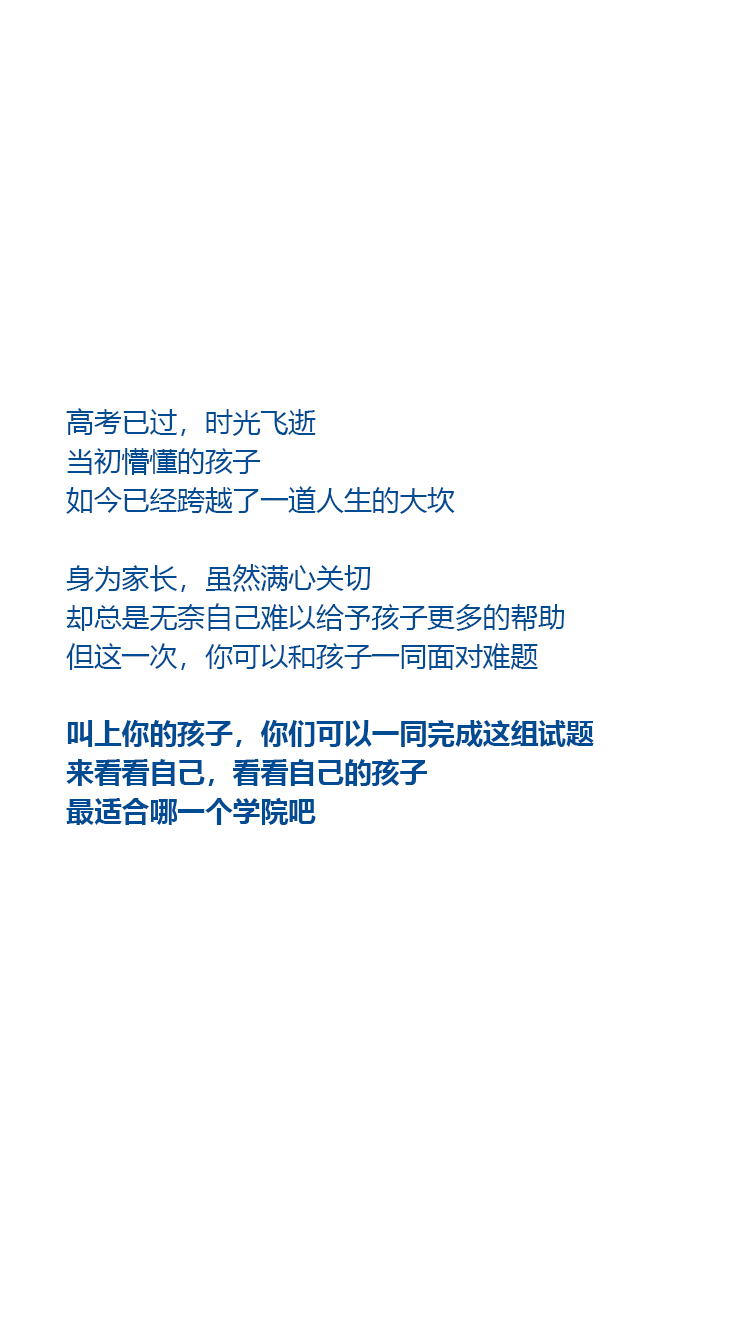 高考已过，时光飞逝
当初懵懂的孩子
如今已经跨越了一道人生的大坎
身为家长，虽然满心关切
却总是无奈自己难以给予孩子更多的帮助
但这一次，你可以和孩子一同面对难题
叫上你的孩子，你们可以一同完成这组试题
来看看自己，看看自己的孩子
最适合哪一个学院吧